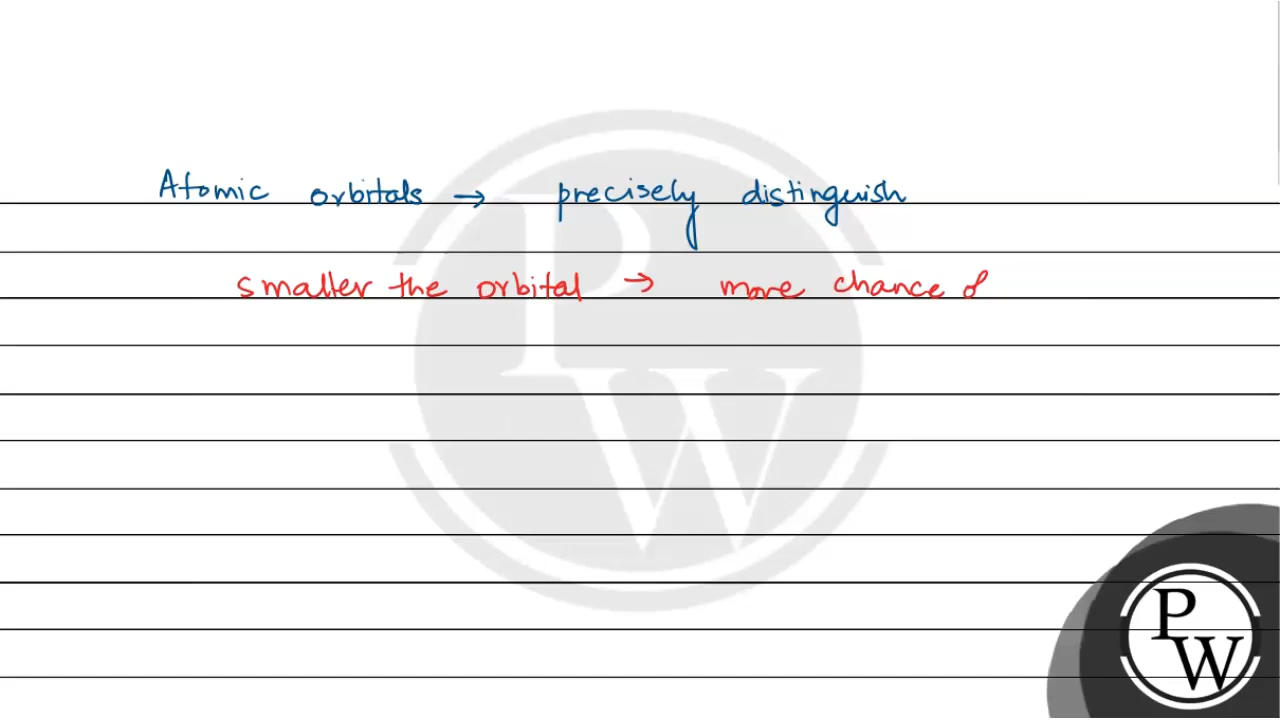 Atomic orbitals → precisely distinguish
smaller the orbital → more chance
P
W
P
W